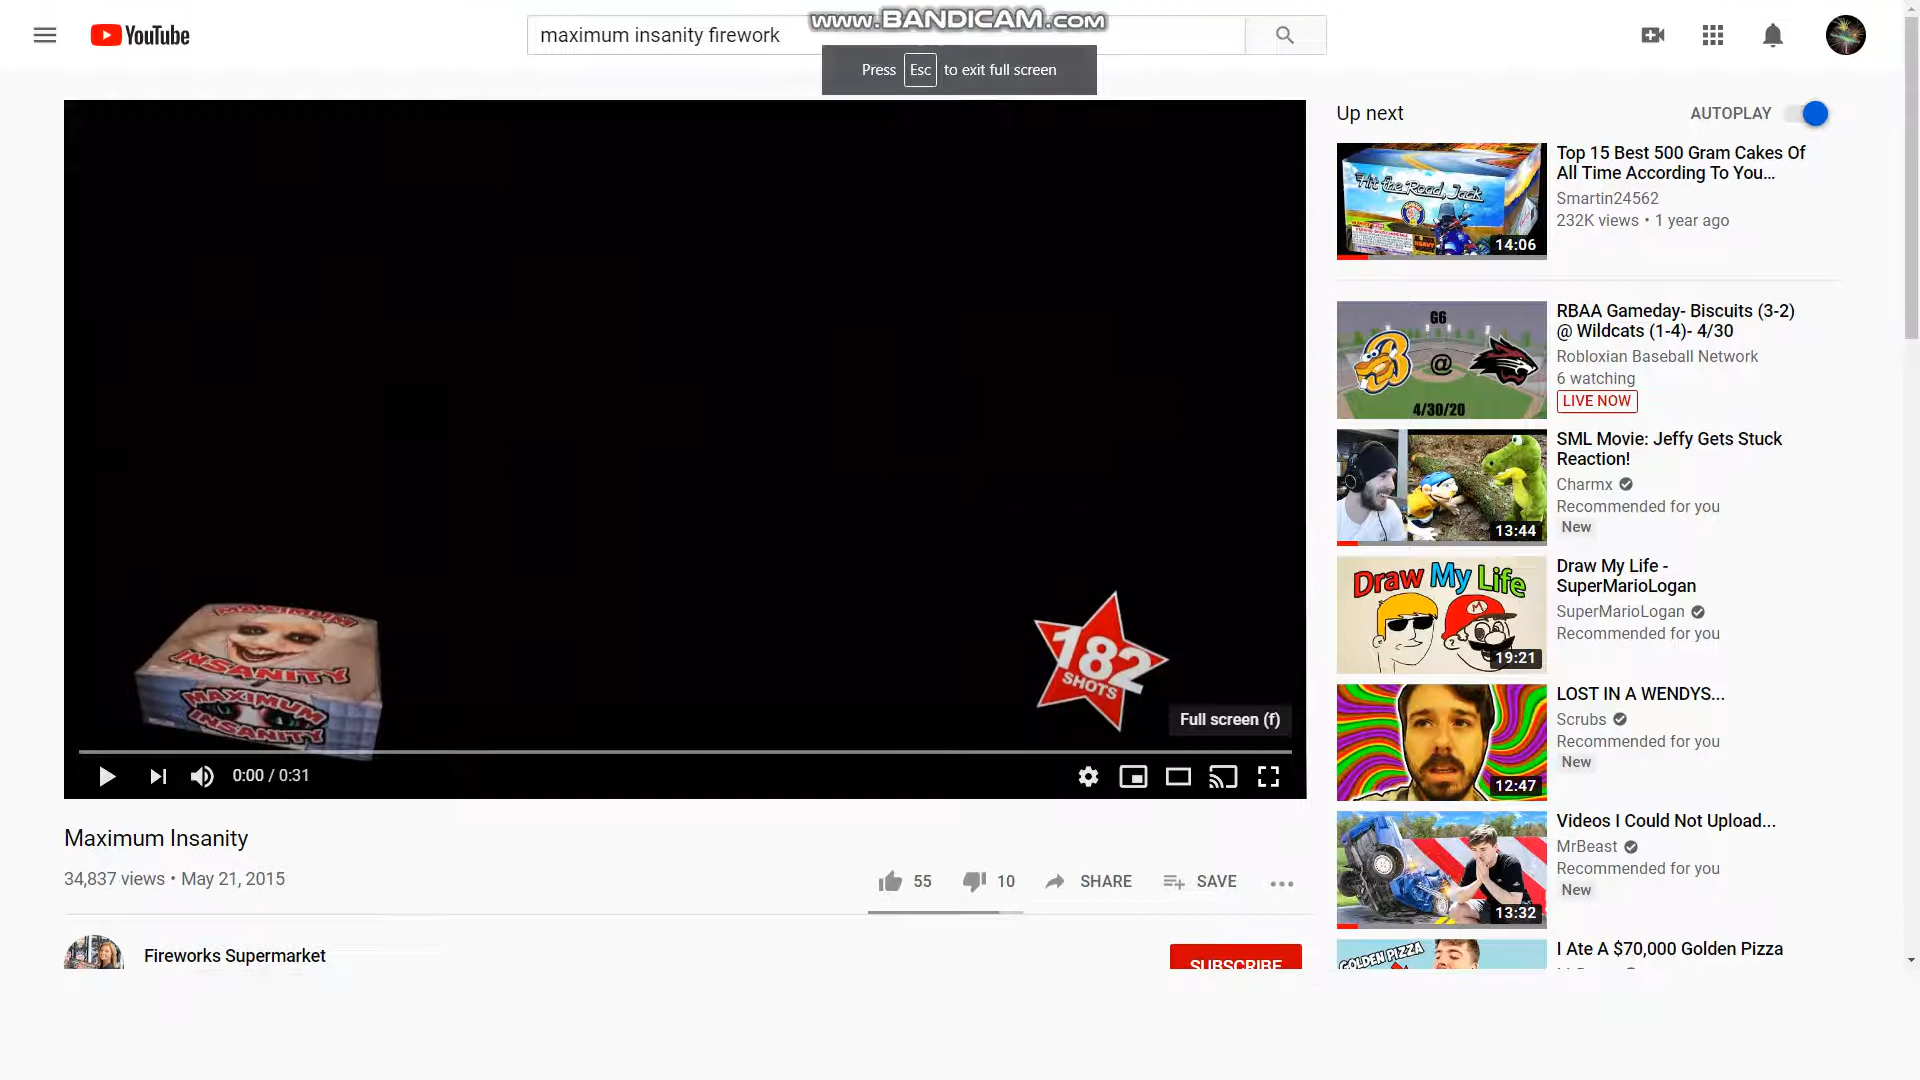 YouTube
maximum insanity firework
www.BANDICAM.com
Press Esc to exit full screen
MAXIMUM
INSANITY
MAXIMUM
INSANITY
182
SHOTS
Full screen (f)
0:00 / 0:31
Maximum Insanity
34,837 views • May 21, 2015
55
10
SHARE
SAVE
Fireworks Supermarket
SUBSCRIBE
Up next
AUTOPLAY
Hit the Road, Jack
14:06
Top 15 Best 500 Gram Cakes Of
All Time According To You...
Smartin24562
232K views • 1 year ago
G6
@
4/30/20
RBAA Gameday- Biscuits (3-2)
@ Wildcats (1-4)- 4/30
Robloxian Baseball Network
6 watching
LIVE NOW
13:44
SML Movie: Jeffy Gets Stuck
Reaction!
Charmx
Recommended for you
New
Draw My Life
19:21
Draw My Life -
SuperMarioLogan
SuperMarioLogan
Recommended for you
12:47
LOST IN A WENDYS...
Scrubs
Recommended for you
New
13:32
Videos I Could Not Upload...
MrBeast
Recommended for you
New
GOLDEN PIZZA
I Ate A $70,000 Golden Pizza